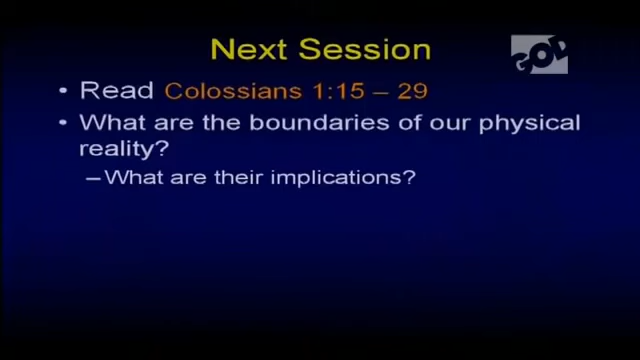 Next Session
GOD
• Read Colossians 1:15 – 29
• What are the boundaries of our physical
reality?
– What are their implications?